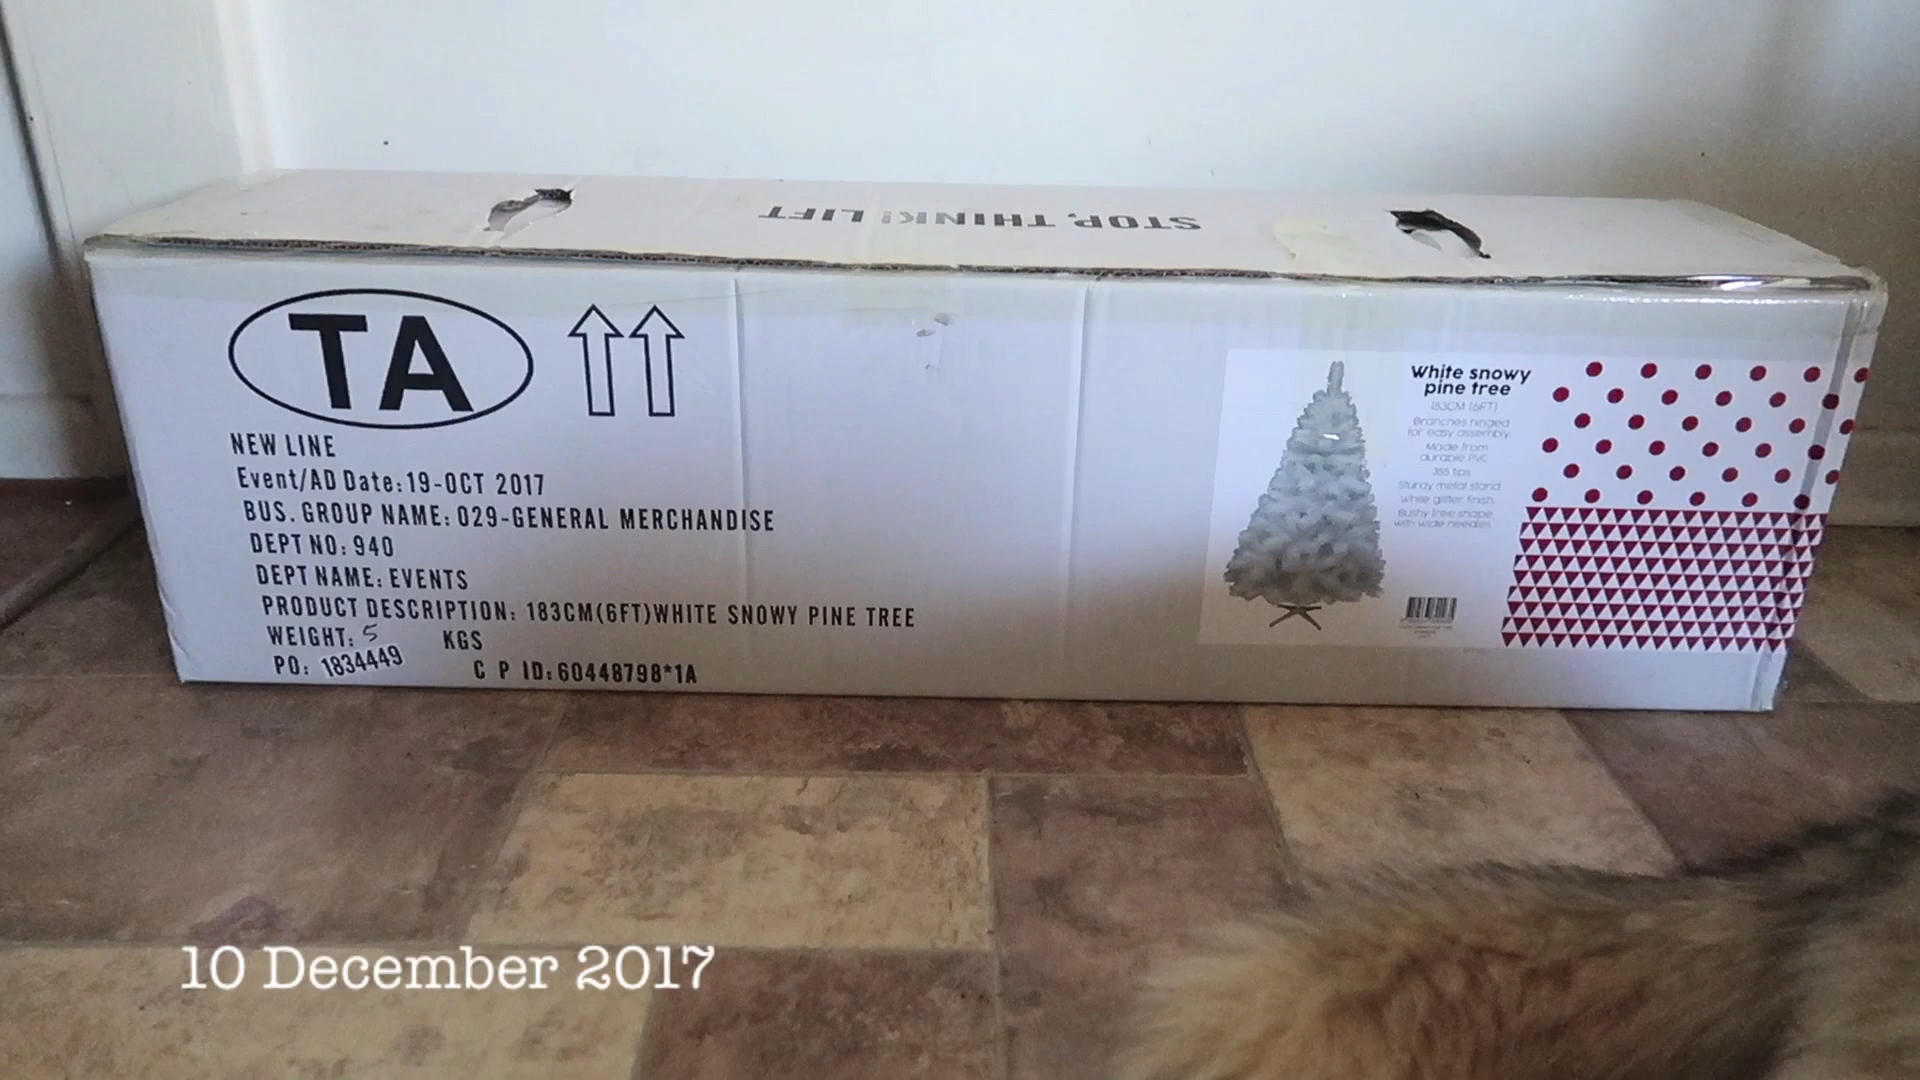 STOP, THINK! LIFT
TA
NEW LINE
Event/AD Date:19-OCT 2017
BUS. GROUP NAME: 029-GENERAL MERCHANDISE
DEPT NO: 940
DEPT NAME: EVENTS
PRODUCT DESCRIPTION: 183CM(6FT)WHITE SNOWY PINE TREE
WEIGHT: 5 KGS
PO: 1834449 C P ID:60448798*1A
White snowy
pine tree
183CM (6FT)
Branches hinged
for easy assembly
Made from
durable PVC
355 tips
Sturdy metal stand
White glitter finish
Bushy tree shape
with wide needles
10 December 2017